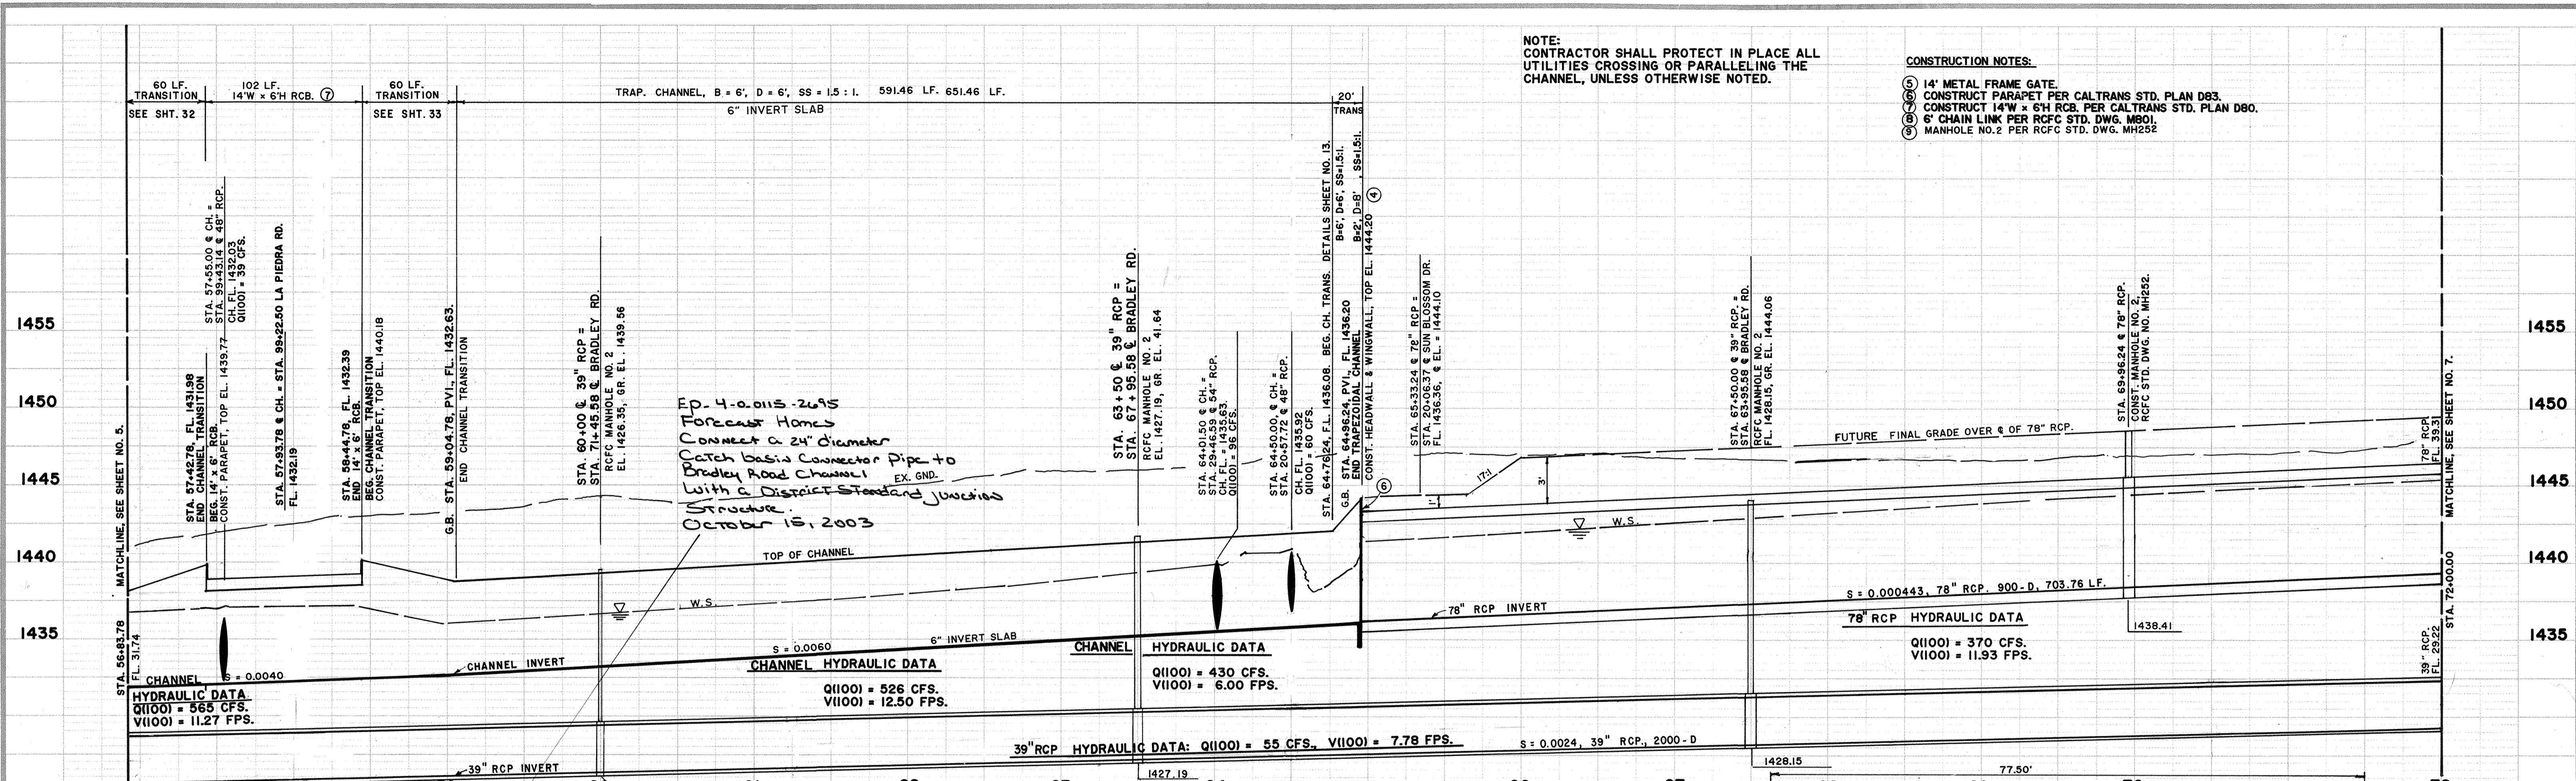 NOTE:
CONTRACTOR SHALL PROTECT IN PLACE ALL
UTILITIES CROSSING OR PARALLELING THE
CHANNEL, UNLESS OTHERWISE NOTED.
CONSTRUCTION NOTES:
5 14' METAL FRAME GATE.
6 CONSTRUCT PARAPET PER CALTRANS STD. PLAN D83.
7 CONSTRUCT 14'W x 6'H RCB. PER CALTRANS STD. PLAN D80.
8 6' CHAIN LINK PER RCFC STD. DWG. M801.
9 MANHOLE NO.2 PER RCFC STD. DWG. MH252
60 LF.
TRANSITION
SEE SHT. 32
102 LF.
14'W x 6'H RCB. 7
60 LF.
TRANSITION
SEE SHT. 33
TRAP. CHANNEL, B = 6', D = 6', SS = 1.5 : 1. 591.46 LF. 651.46 LF.
6" INVERT SLAB
20'
TRANS
1455
1450
1445
1440
1435
MATCHLINE, SEE SHEET NO. 5.
STA. 56+83.78
FL. 31.74
STA. 57+42.78, FL. 1431.98
END CHANNEL TRANSITION
BEG. 14' x 6' RCB.
CONST. PARAPET, TOP EL. 1439.77
STA. 57+55.00 ℄ CH. =
STA. 99+43.14 ℄ 48" RCP.
CH. FL. 1432.03
Q(100) = 39 CFS.
STA. 57+93.78 ℄ CH. = STA. 99+22.50 LA PIEDRA RD.
FL. 1432.19
STA. 58+44.78, FL. 1432.39
END 14' x 6' RCB.
BEG. CHANNEL TRANSITION
CONST. PARAPET, TOP EL. 1440.18
G.B. STA. 59+04.78, PVI., FL. 1432.63.
END CHANNEL TRANSITION
STA. 60+00 ℄ 39" RCP =
STA. 71+45.58 ℄ BRADLEY RD.
RCFC MANHOLE NO. 2
EL. 1426.35, GR. EL. 1439.56
EP-4-0-0115-2695
Forecast Homes
Connect a 24" diameter
Catch basin Connector Pipe to
Bradley Road Channel
With a District Standard junction
Structure.
October 15, 2003
EX. GND.
STA. 63+50 ℄ 39" RCP =
STA. 67+95.58 ℄ BRADLEY RD.
RCFC MANHOLE NO. 2
EL. 1427.19, GR. EL. 41.64
STA. 64+01.50 ℄ CH. =
STA. 29+46.59 ℄ 54" RCP.
CH. FL. = 1435.63.
Q(100) = 96 CFS.
STA. 64+50.00, ℄ CH. =
STA. 20+57.72 ℄ 48" RCP.
CH. FL. 1435.92
Q(100) = 60 CFS
STA. 64+76.24, F.L. 1436.08. BEG. CH. TRANS. DETAILS SHEET NO. 13.
B=6', D=6', SS=1.5:1.
G.B. STA. 64+96.24, PVI., FL. 1436.20
END TRAPEZOIDAL CHANNEL
B=2', D=8', SS=1.5:1.
CONST. HEADWALL & WINGWALL, TOP EL. 1444.20 4
6
STA. 65+33.24 ℄ 78" RCP =
STA. 20+06.37 ℄ SUN BLOSSOM DR.
FL. 1436.36, ℄ EL. = 1444.10
17:1
1'
3'
STA. 67+50.00 ℄ 39" RCP. =
STA. 63+95.58 ℄ BRADLEY RD.
RCFC MANHOLE NO. 2
FL. 1428.15, GR. EL. 1444.06
FUTURE FINAL GRADE OVER ℄ OF 78" RCP.
STA. 69+96.24 ℄ 78" RCP.
CONST. MANHOLE NO. 2,
RCFC STD. DWG. NO. MH252.
78" RCP.
FL. 39.31
MATCHLINE, SEE SHEET NO. 7.
STA. 72+00.00
39" RCP.
FL. 29.22
1455
1450
1445
1440
1435
TOP OF CHANNEL
W.S.
W.S.
78" RCP INVERT
S = 0.000443, 78" RCP. 900-D, 703.76 LF.
78" RCP HYDRAULIC DATA
Q(100) = 370 CFS.
V(100) = 11.93 FPS.
1438.41
6" INVERT SLAB
S = 0.0060
CHANNEL INVERT
S = 0.0040
CHANNEL
HYDRAULIC DATA
Q(100) = 565 CFS.
V(100) = 11.27 FPS.
CHANNEL HYDRAULIC DATA
Q(100) = 526 CFS.
V(100) = 12.50 FPS.
CHANNEL HYDRAULIC DATA
Q(100) = 430 CFS.
V(100) = 6.00 FPS.
39"RCP HYDRAULIC DATA: Q(100) = 55 CFS., V(100) = 7.78 FPS.
S = 0.0024, 39" RCP., 2000-D
39" RCP INVERT
1427.19
1428.15
77.50'